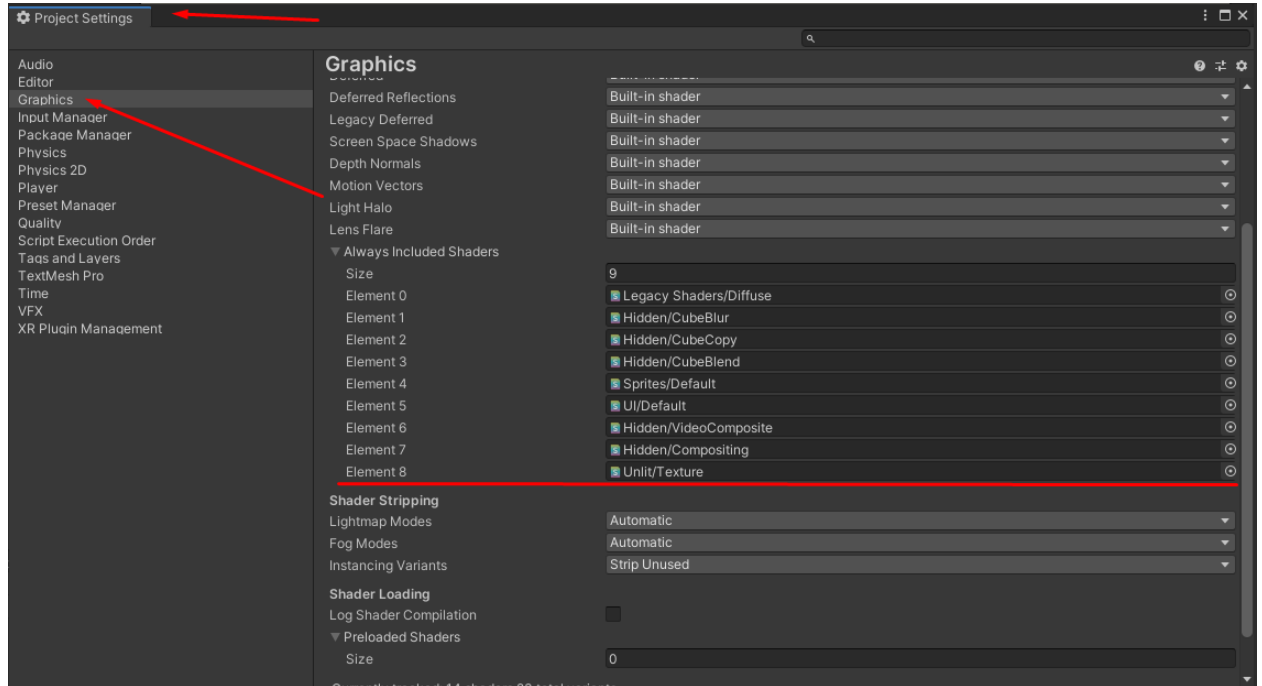 Project Settings
Audio
Editor
Graphics
Input Manager
Package Manager
Physics
Physics 2D
Player
Preset Manager
Quality
Script Execution Order
Tags and Layers
TextMesh Pro
Time
VFX
XR Plugin Management
Graphics
Deferred Built-in shader
Deferred Reflections Built-in shader
Legacy Deferred Built-in shader
Screen Space Shadows Built-in shader
Depth Normals Built-in shader
Motion Vectors Built-in shader
Light Halo Built-in shader
Lens Flare Built-in shader
Always Included Shaders
Size 9
Element 0 Legacy Shaders/Diffuse
Element 1 Hidden/CubeBlur
Element 2 Hidden/CubeCopy
Element 3 Hidden/CubeBlend
Element 4 Sprites/Default
Element 5 UI/Default
Element 6 Hidden/VideoComposite
Element 7 Hidden/Compositing
Element 8 Unlit/Texture
Shader Stripping
Lightmap Modes Automatic
Fog Modes Automatic
Instancing Variants Strip Unused
Shader Loading
Log Shader Compilation
Preloaded Shaders
Size 0